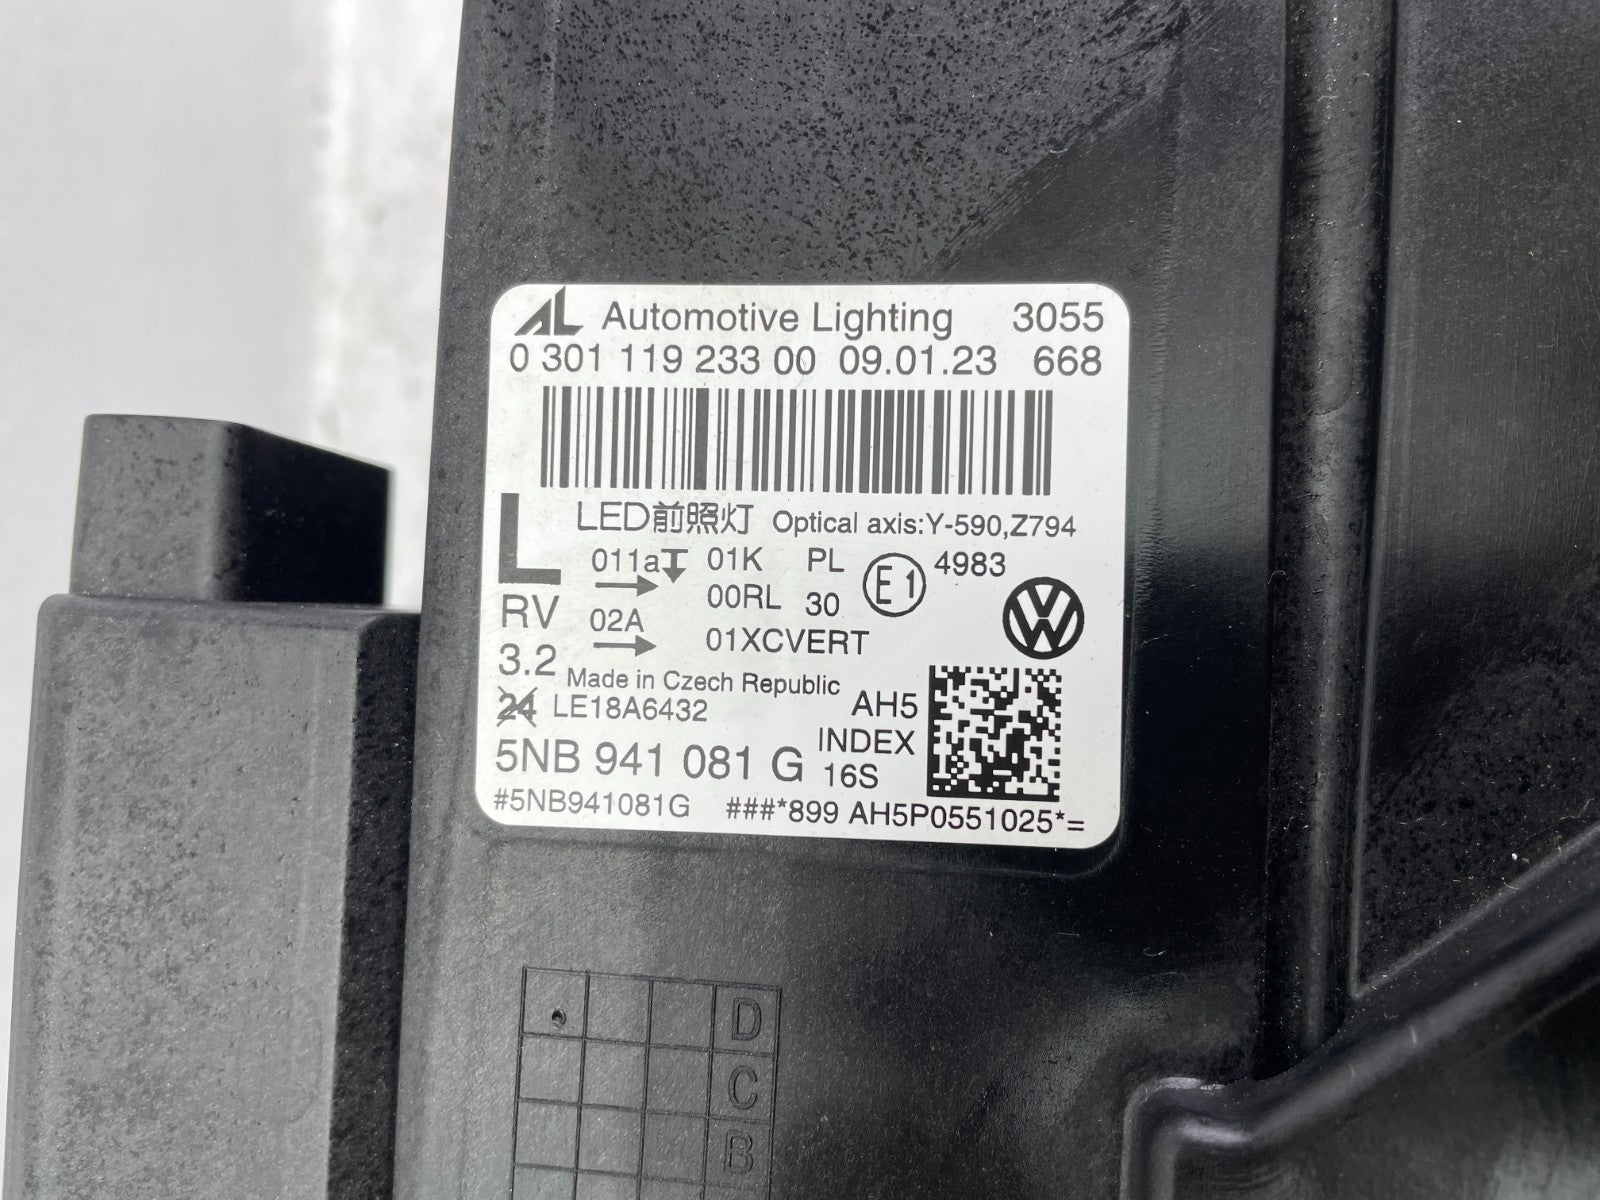 AL Automotive Lighting 3055
0 301 119 233 00 09.01.23 668
L LED前照灯 Optical axis:Y-590,Z794
011a 01K PL E1 4983
00RL 30
RV 02A 01XCVERT
3.2
Made in Czech Republic
24 LE18A6432 AH5
5NB 941 081 G INDEX
16S
#5NB941081G ###*899 AH5P0551025*=
D
C
B